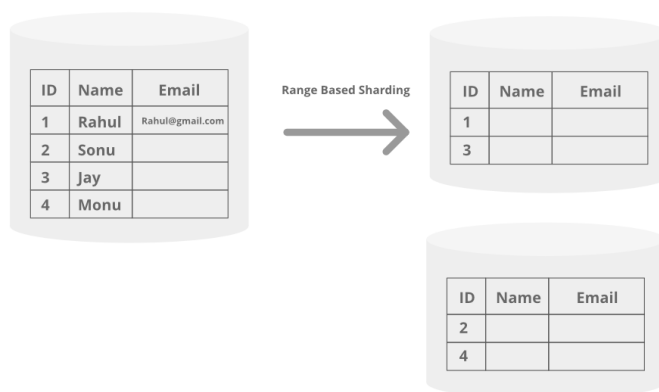 ID Name Email
1 Rahul Rahul@gmail.com
2 Sonu
3 Jay
4 Monu
Range Based Sharding
ID Name Email
1
3
ID Name Email
2
4